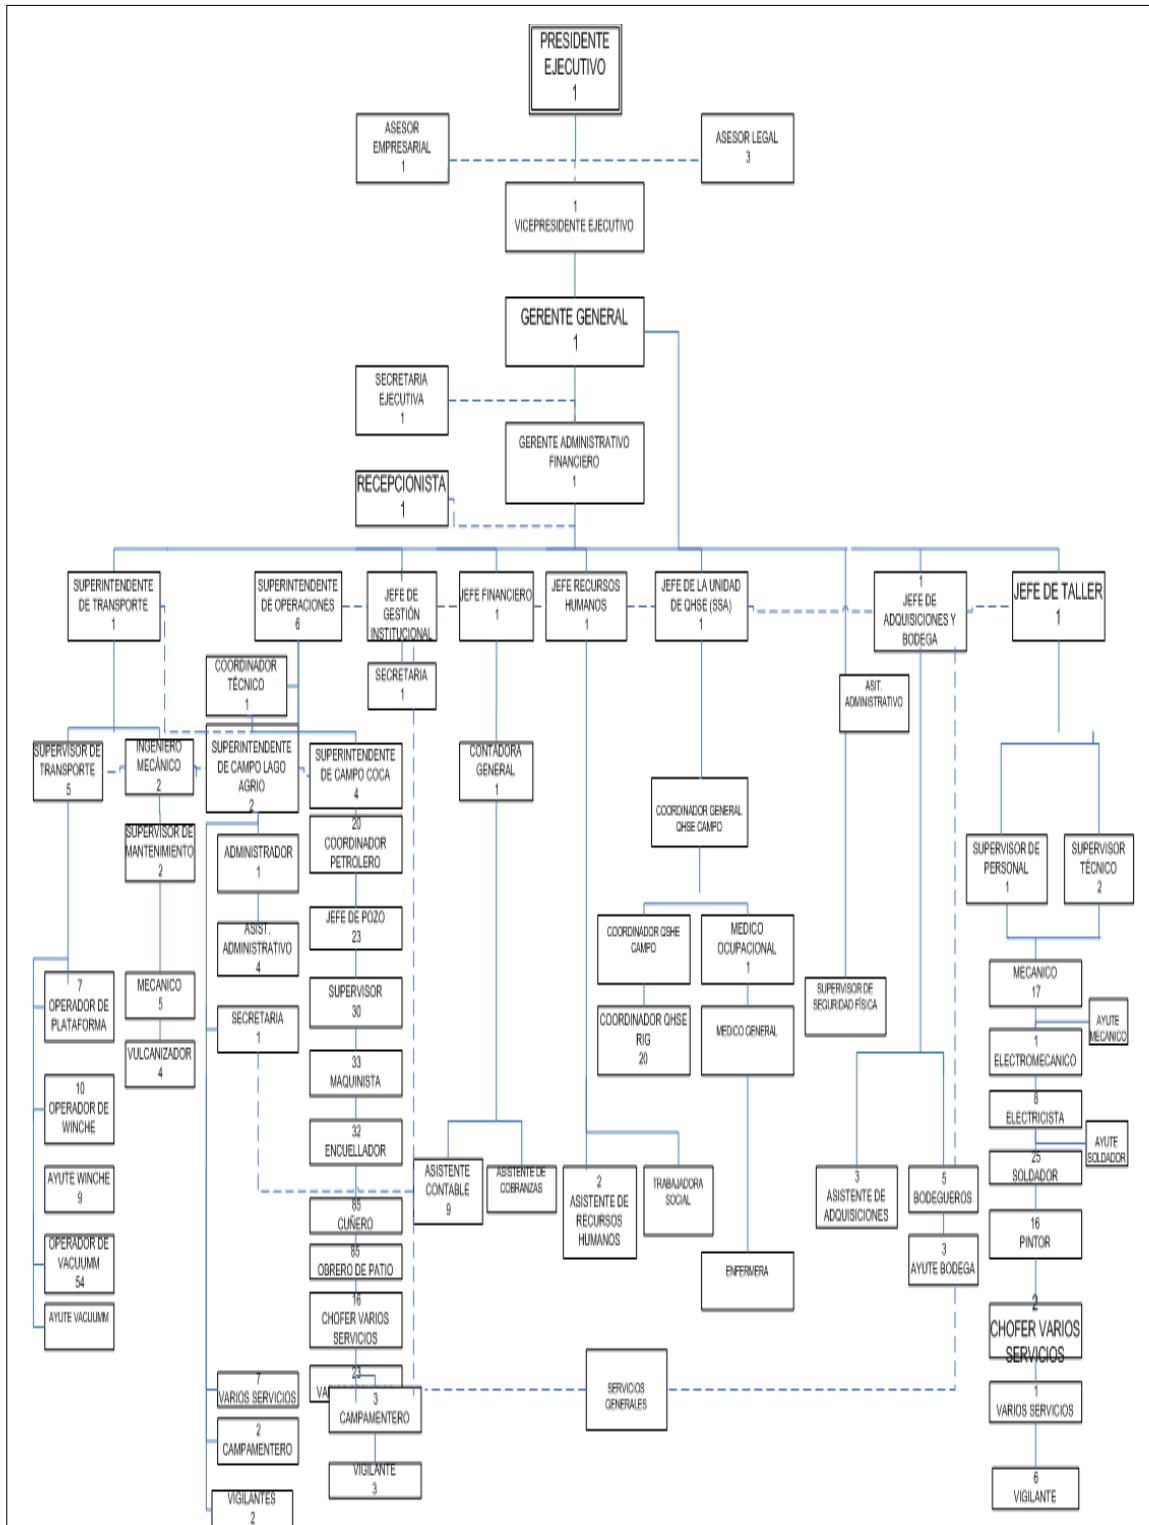 PRESIDENTE
EJECUTIVO
1
ASESOR
EMPRESARIAL
1
ASESOR LEGAL
3
1
VICEPRESIDENTE EJECUTIVO
GERENTE GENERAL
1
SECRETARIA
EJECUTIVA
1
GERENTE ADMINISTRATIVO
FINANCIERO
1
RECEPCIONISTA
1
SUPERINTENDENTE
DE TRANSPORTE
1
SUPERINTENDENTE
DE OPERACIONES
6
1
JEFE DE
GESTIÓN
INSTITUCIONAL
JEFE FINANCIERO
1
JEFE RECURSOS
HUMANOS
1
JEFE DE LA UNIDAD
DE QHSE (SSA)
1
1
JEFE DE
ADQUISICIONES Y
BODEGA
JEFE DE TALLER
1
COORDINADOR
TÉCNICO
1
SECRETARIA
1
ASIT.
ADMINISTRATIVO
SUPERVISOR DE
TRANSPORTE
5
INGENIERO
MECÁNICO
2
SUPERINTENDENTE
DE CAMPO LAGO
AGRIO
2
SUPERINTENDENTE
DE CAMPO COCA
4
CONTADORA
GENERAL
1
COORDINADOR GENERAL
QHSE CAMPO
SUPERVISOR DE
MANTENIMIENTO
2
ADMINISTRADOR
1
20
COORDINADOR
PETROLERO
SUPERVISOR DE
PERSONAL
1
SUPERVISOR
TÉCNICO
2
ASIST.
ADMINISTRATIVO
4
JEFE DE POZO
23
COORDINADOR QSHE
CAMPO
MEDICO
OCUPACIONAL
1
7
OPERADOR DE
PLATAFORMA
MECANICO
5
SECRETARIA
1
SUPERVISOR
30
SUPERVISOR DE
SEGURIDAD FÍSICA
MECANICO
17
AYUTE
MECANICO
VULCANIZADOR
4
33
MAQUINISTA
COORDINADOR QHSE
RIG
20
MEDICO GENERAL
1
ELECTROMECANICO
10
OPERADOR DE
WINCHE
32
ENCUELLADOR
8
ELECTRICISTA
AYUTE
SOLDADOR
AYUTE WINCHE
9
ASISTENTE
CONTABLE
9
ASISTENTE DE
COBRANZAS
2
ASISTENTE DE
RECURSOS
HUMANOS
TRABAJADORA
SOCIAL
3
ASISTENTE DE
ADQUISICIONES
5
BODEGUEROS
25
SOLDADOR
85
CUÑERO
16
PINTOR
OPERADOR DE
VACUUMM
54
85
OBRERO DE PATIO
ENFERMERA
3
AYUTE BODEGA
AYUTE VACUUMM
16
CHOFER VARIOS
SERVICIOS
2
CHOFER VARIOS
SERVICIOS
7
VARIOS SERVICIOS
23
3
CAMPAMENTERO
SERVICIOS
GENERALES
1
VARIOS SERVICIOS
2
CAMPAMENTERO
VIGILANTE
3
6
VIGILANTE
VIGILANTES
2